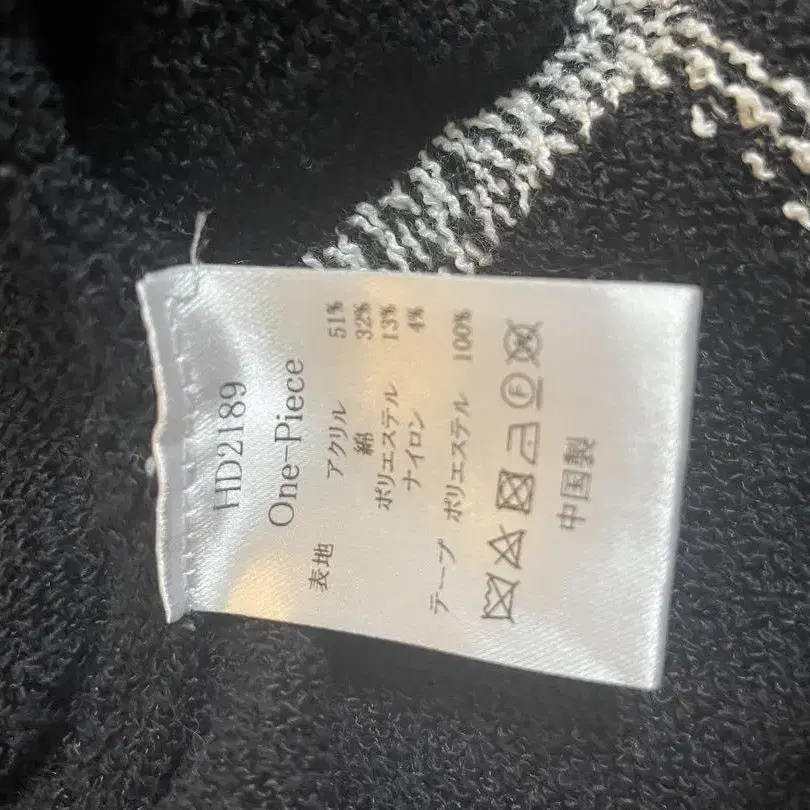 HD2189
One-Piece
表地 アクリル 51%
綿 32%
ポリエステル 13%
ナイロン 4%
テープ ポリエステル 100%
F
中国製